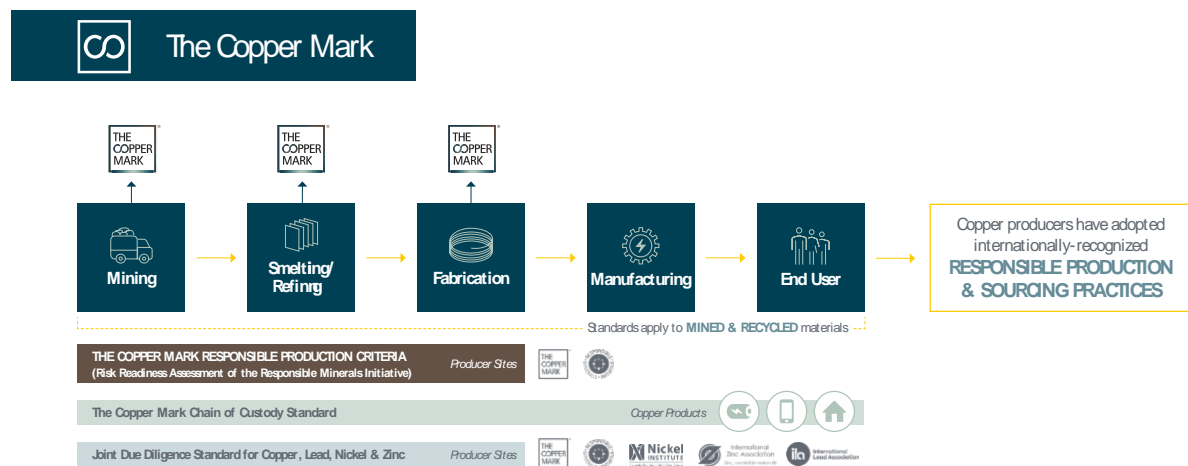 The Copper Mark
THE
COPPER
MARK
THE
COPPER
MARK
THE
COPPER
MARK
Mining
Smelting/
Refining
Fabrication
Manufacturing
End User
Copper producers have adopted
internationally-recognized
RESPONSIBLE PRODUCTION
& SOURCING PRACTICES
Standards apply to MINED & RECYCLED materials
THE COPPER MARK RESPONSIBLE PRODUCTION CRITERIA
(Risk Readiness Assessment of the Responsible Minerals Initiative)
Producer Sites
THE
COPPER
MARK
The Copper Mark Chain of Custody Standard
Copper Products
Joint Due Diligence Standard for Copper, Lead, Nickel & Zinc
Producer Sites
THE
COPPER
MARK
Nickel
INSTITUTE
International
Zinc Association
ila
International
Lead Association